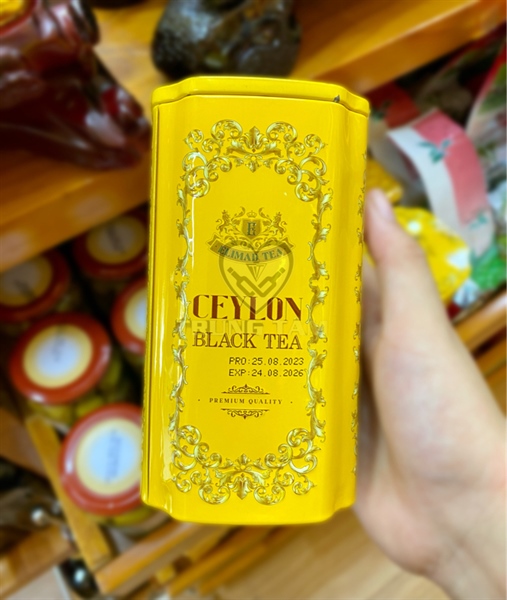 CEYLON
BLACK TEA
PRO:25.08.2023
EXP:24.08.2026
· PREMIUM QUALITY ·